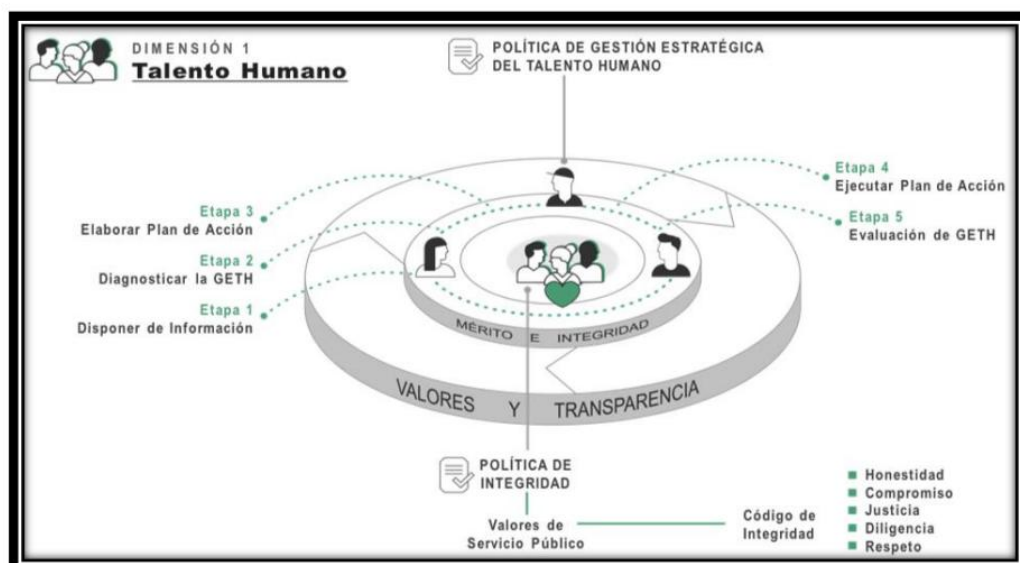 DIMENSIÓN 1
Talento Humano
POLÍTICA DE GESTIÓN ESTRATÉGICA
DEL TALENTO HUMANO
Etapa 3
Elaborar Plan de Acción
Etapa 2
Diagnosticar la GETH
Etapa 1
Disponer de Información
Etapa 4
Ejecutar Plan de Acción
Etapa 5
Evaluación de GETH
MÉRITO E INTEGRIDAD
VALORES Y TRANSPARENCIA
POLÍTICA DE
INTEGRIDAD
Valores de
Servicio Público
Código de
Integridad
Honestidad
Compromiso
Justicia
Diligencia
Respeto